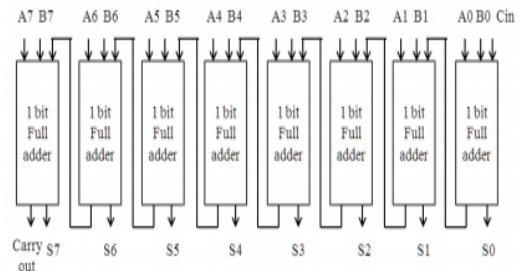 A7 B7 A6 B6 A5 B5 A4 B4 A3 B3 A2 B2 A1 B1 A0 B0 Cin
1 bit Full adder
1 bit Full adder
1 bit Full adder
1 bit Full adder
1 bit Full adder
1 bit Full adder
1 bit Full adder
1 bit Full adder
Carry out S7 S6 S5 S4 S3 S2 S1 S0